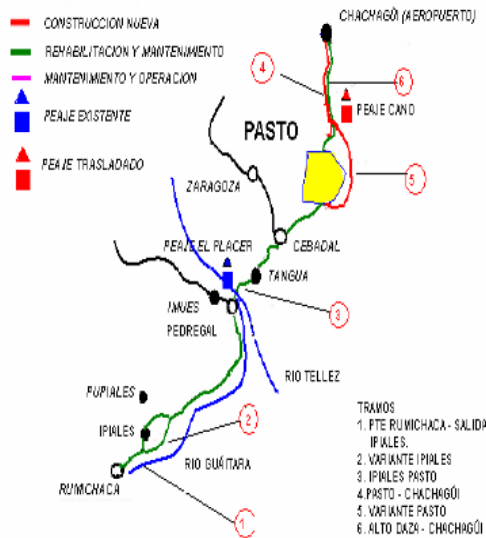 CONSTRUCCION NUEVA
REHABILITACION Y MANTENIMIENTO
MANTENIMIENTO Y OPERACION
PEAJE EXISTENTE
PEAJE TRASLADADO
CHACHAGÜI (AEROPUERTO)
4
6
PEAJE CANO
PASTO
ZARAGOZA
5
CEBADAL
PEAJE EL PLACER
TANGUA
IMUES
PEDREGAL
3
RIO TELLEZ
PUPIALES
IPIALES
2
RIO GUÁITARA
RUMICHACA
1
TRAMOS
1. PTE RUMICHACA - SALIDA
IPIALES.
2. VARIANTE IPIALES
3. IPIALES PASTO
4. PASTO - CHACHAGÜI
5. VARIANTE PASTO
6. ALTO DAZA - CHACHAGÜI